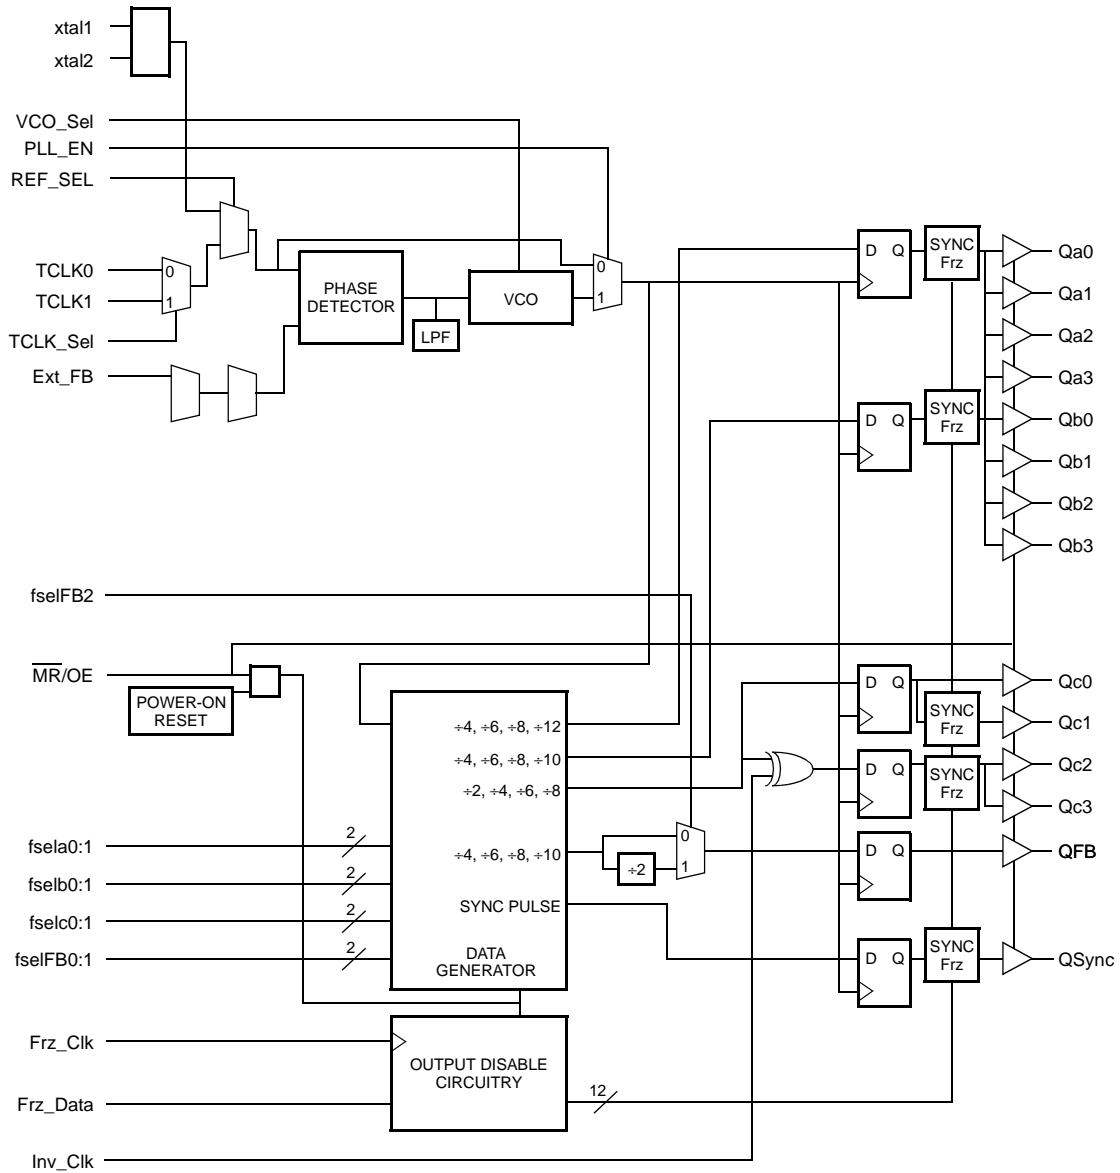 xtal1
xtal2
VCO_Sel
PLL_EN
REF_SEL
TCLK0
TCLK1
TCLK_Sel
Ext_FB
0
1
PHASE
DETECTOR
LPF
VCO
0
1
D Q
SYNC
Frz
Qa0
Qa1
Qa2
Qa3
D Q
SYNC
Frz
Qb0
Qb1
Qb2
Qb3
fselFB2
MR/OE
POWER-ON
RESET
÷4, ÷6, ÷8, ÷12
÷4, ÷6, ÷8, ÷10
÷2, ÷4, ÷6, ÷8
÷4, ÷6, ÷8, ÷10
SYNC PULSE
DATA
GENERATOR
fsela0:1
2
fselb0:1
2
fselc0:1
2
fselFB0:1
2
÷2
0
1
D Q
SYNC
Frz
Qc0
Qc1
D Q
SYNC
Frz
Qc2
Qc3
D Q
QFB
D Q
SYNC
Frz
QSync
Frz_Clk
Frz_Data
OUTPUT DISABLE
CIRCUITRY
12
Inv_Clk